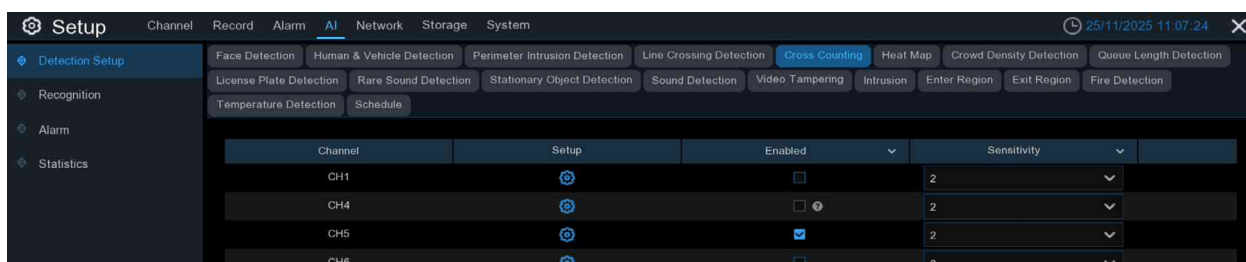 Setup Channel Record Alarm AI Network Storage System 25/11/2025 11:07:24
Detection Setup
Recognition
Alarm
Statistics
Face Detection Human & Vehicle Detection Perimeter Intrusion Detection Line Crossing Detection Cross Counting Heat Map Crowd Density Detection Queue Length Detection
License Plate Detection Rare Sound Detection Stationary Object Detection Sound Detection Video Tampering Intrusion Enter Region Exit Region Fire Detection
Temperature Detection Schedule
Channel Setup Enabled Sensitivity
CH1 2
CH4 ? 2
CH5 2
CH6